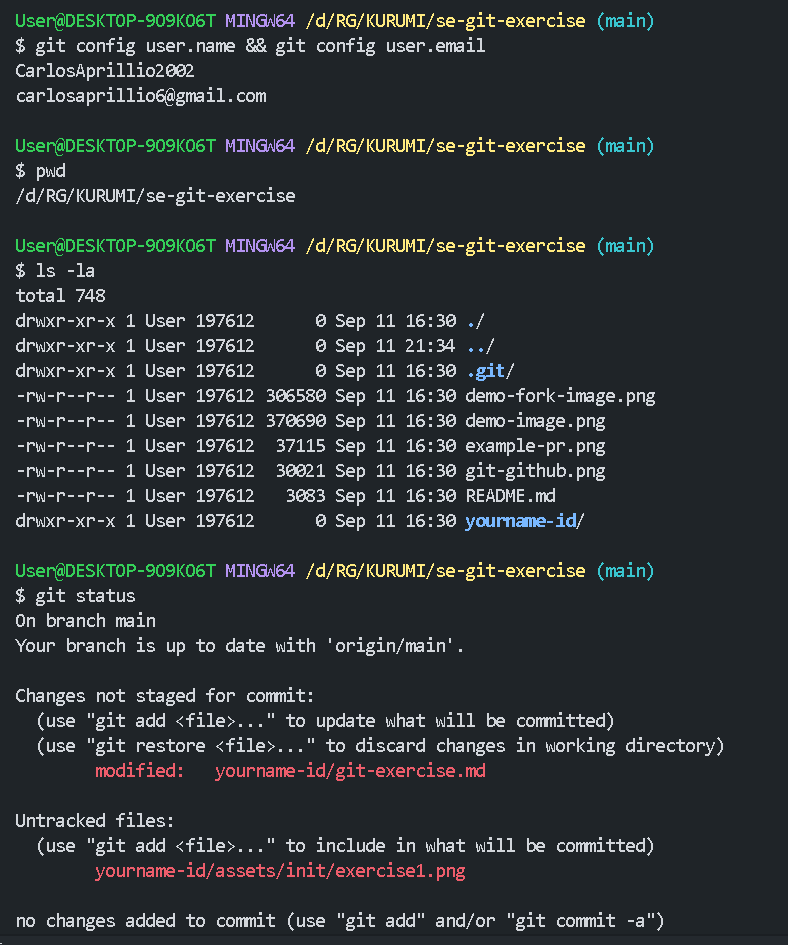 User@DESKTOP-9O9KO6T MINGW64 /d/RG/KURUMI/se-git-exercise (main)
$ git config user.name && git config user.email
CarlosAprillio2002
carlosaprillio6@gmail.com

User@DESKTOP-9O9KO6T MINGW64 /d/RG/KURUMI/se-git-exercise (main)
$ pwd
/d/RG/KURUMI/se-git-exercise

User@DESKTOP-9O9KO6T MINGW64 /d/RG/KURUMI/se-git-exercise (main)
$ ls -la
total 748
drwxr-xr-x 1 User 197612      0 Sep 11 16:30 ./
drwxr-xr-x 1 User 197612      0 Sep 11 21:34 ../
drwxr-xr-x 1 User 197612      0 Sep 11 16:30 .git/
-rw-r--r-- 1 User 197612 306580 Sep 11 16:30 demo-fork-image.png
-rw-r--r-- 1 User 197612 370690 Sep 11 16:30 demo-image.png
-rw-r--r-- 1 User 197612  37115 Sep 11 16:30 example-pr.png
-rw-r--r-- 1 User 197612  30021 Sep 11 16:30 git-github.png
-rw-r--r-- 1 User 197612   3083 Sep 11 16:30 README.md
drwxr-xr-x 1 User 197612      0 Sep 11 16:30 yourname-id/

User@DESKTOP-9O9KO6T MINGW64 /d/RG/KURUMI/se-git-exercise (main)
$ git status
On branch main
Your branch is up to date with 'origin/main'.

Changes not staged for commit:
  (use "git add <file>..." to update what will be committed)
  (use "git restore <file>..." to discard changes in working directory)
        modified:   yourname-id/git-exercise.md

Untracked files:
  (use "git add <file>..." to include in what will be committed)
        yourname-id/assets/init/exercise1.png

no changes added to commit (use "git add" and/or "git commit -a")